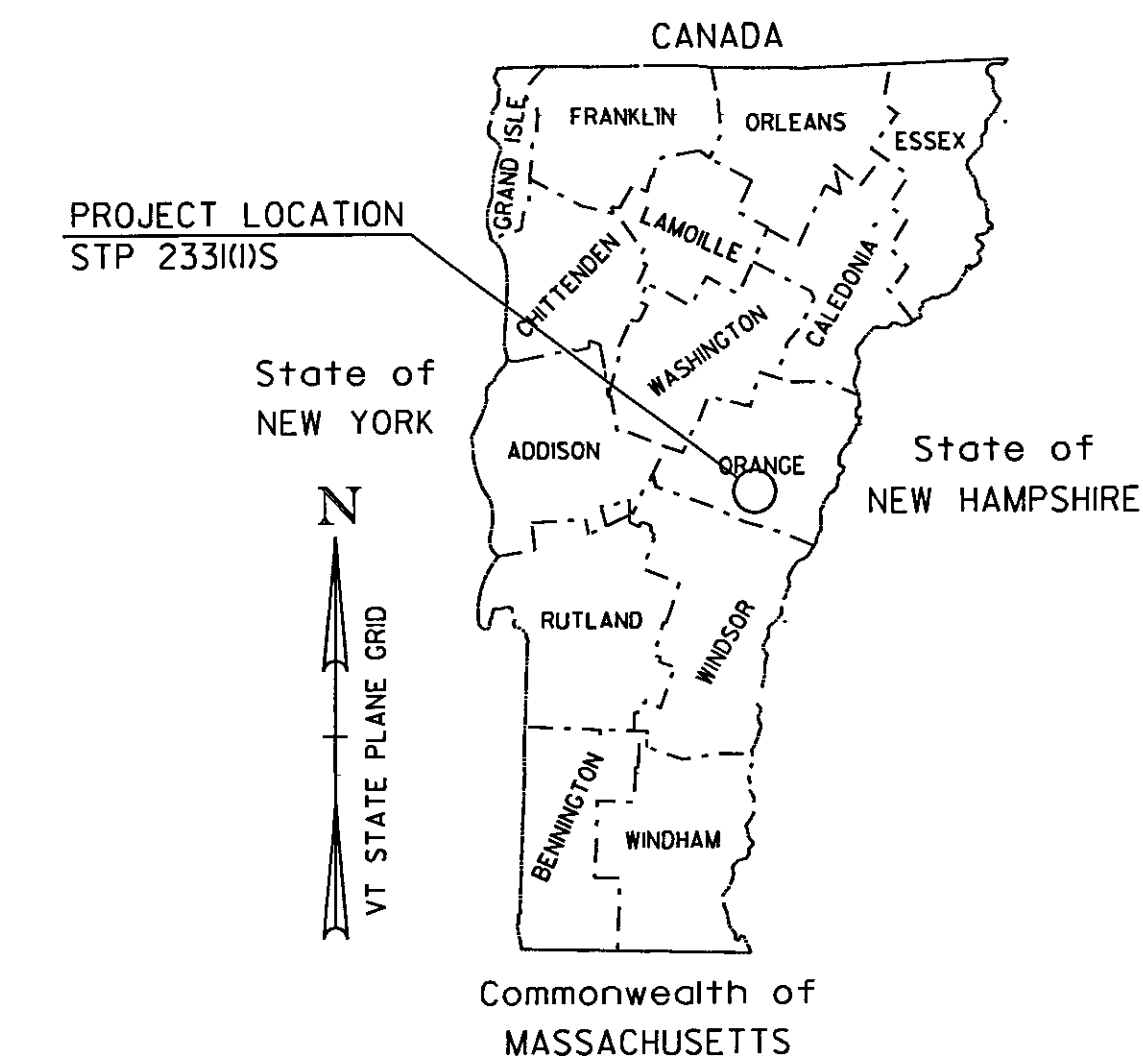 CANADA
GRAND ISLE
FRANKLIN
ORLEANS
ESSEX
PROJECT LOCATION
STP 2331(1)S
LAMOILLE
CHITTENDEN
CALEDONIA
WASHINGTON
State of
NEW YORK
ADDISON
ORANGE
State of
NEW HAMPSHIRE
N
VT STATE PLANE GRID
RUTLAND
WINDSOR
BENNINGTON
WINDHAM
Commonwealth of
MASSACHUSETTS